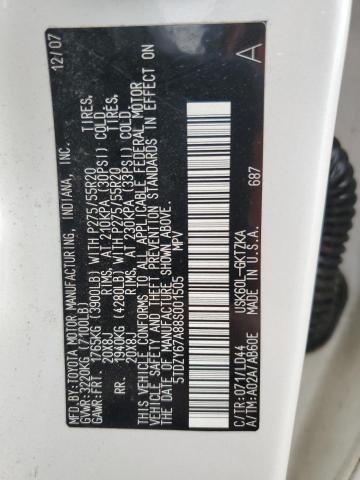 MFD. BY: TOYOTA MOTOR MANUFACTURING, INDIANA, INC. 12/07
GVWR: 3220KG (7100LB)
GAWR: FRT. 1765KG (3900LB) WITH P275/55R20 TIRES,
20X8J RIMS, AT 210KPA (30PSI) COLD
RR. 1940KG (4280LB) WITH P275/55R20 TIRES,
20X8J RIMS, AT 230KPA (33PSI) COLD
THIS VEHICLE CONFORMS TO ALL APPLICABLE FEDERAL MOTOR
VEHICLE SAFETY, THEFT PREVENTION STANDARDS IN EFFECT ON
THE DATE OF MANUFACTURE SHOWN ABOVE.
5TDZY67A88S001505 MPV
A
USK60L-GKTZKA
C/TR:0711/LD44 MADE IN U.S.A.
A/TM:A02A/AB60E 687